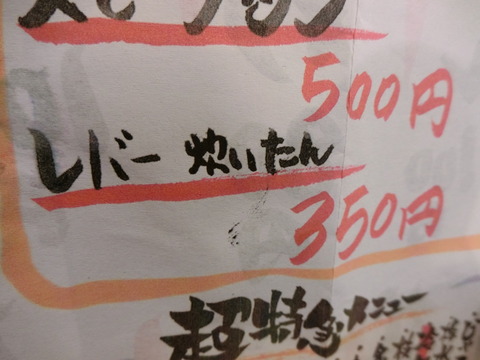 500円
レバー 炊いたん
350円
超特急メニュー